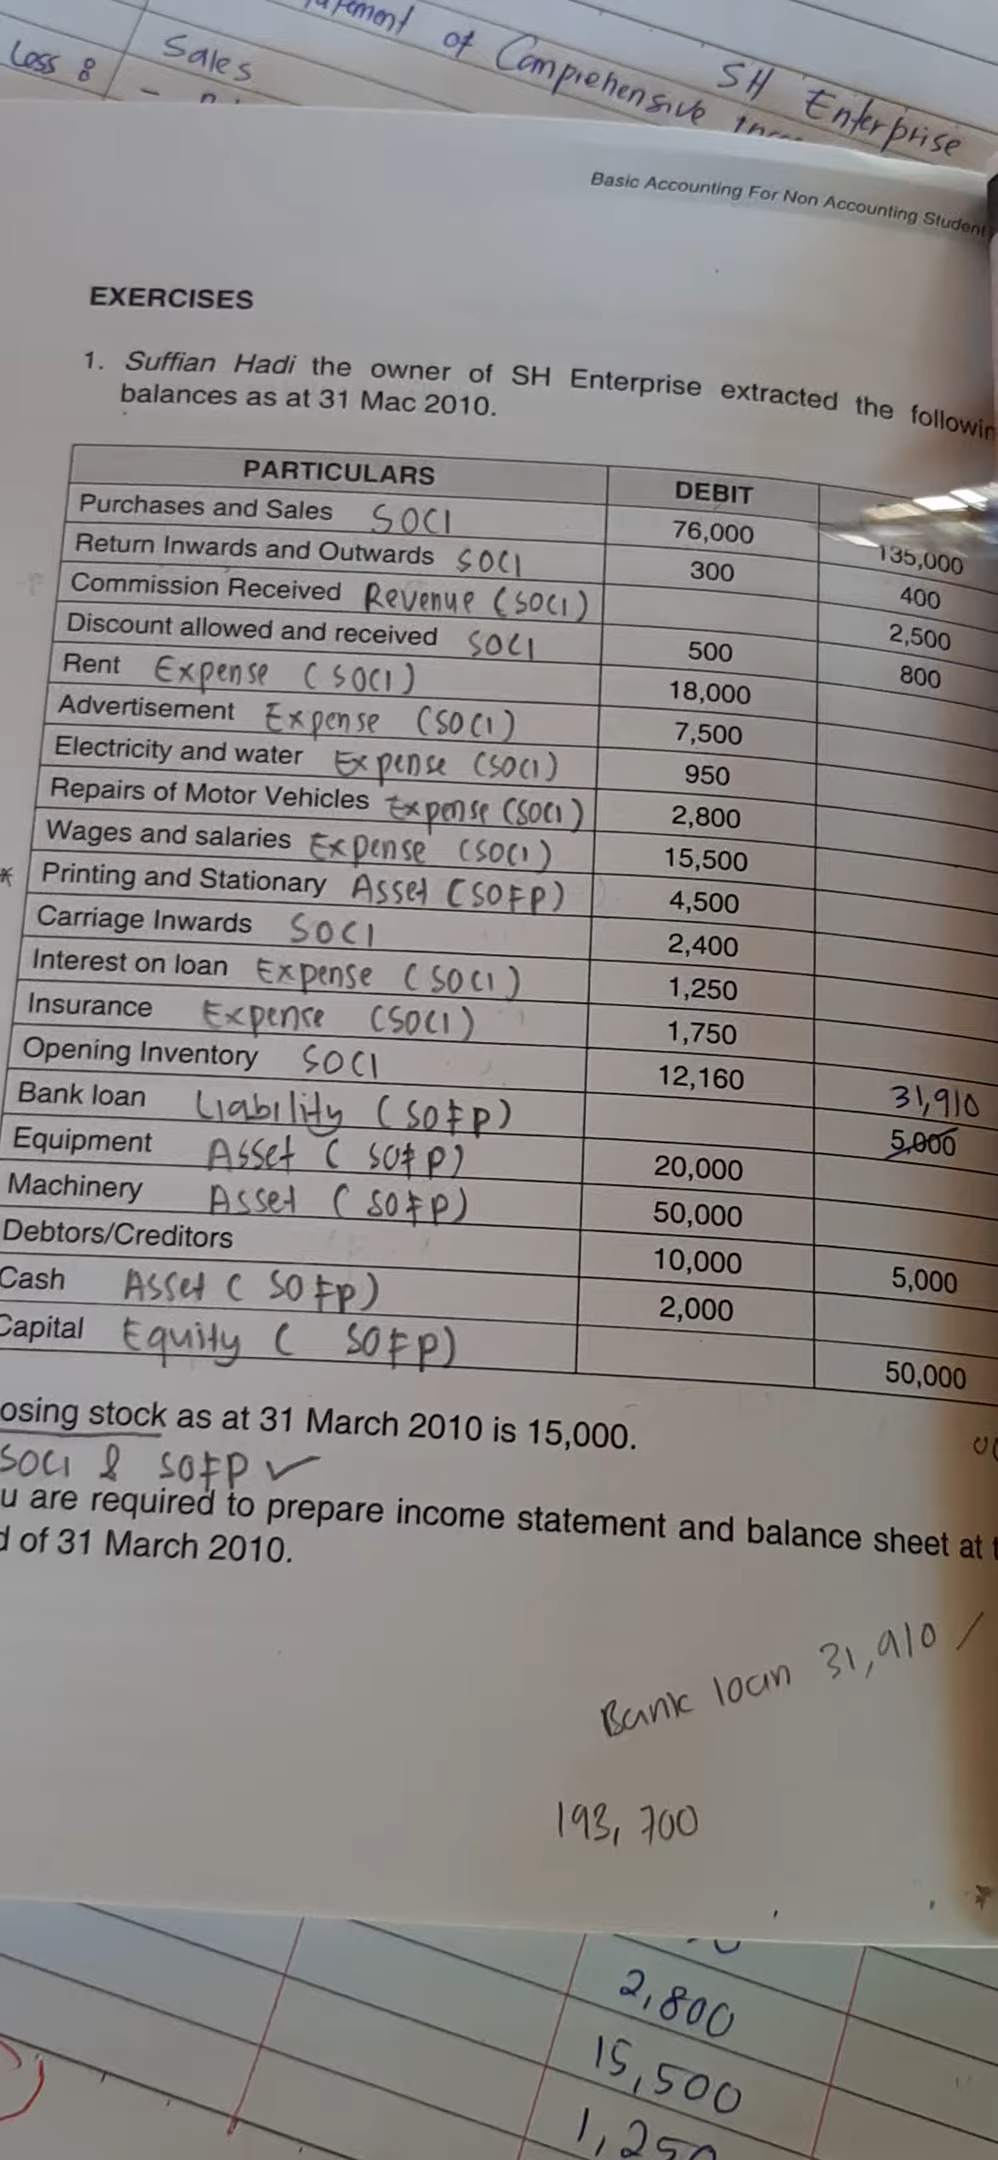 SH Enterprise
of Comprehensive
Less :
Sales
Basic Accounting For Non Accounting Student
EXERCISES
1. Suffian Hadi the owner of SH Enterprise extracted the followin
balances as at 31 Mac 2010.
PARTICULARS DEBIT
Purchases and Sales SOCI 76,000 135,000
Return Inwards and Outwards SOCI 300 400
Commission Received Revenue (SOCI) 2,500
Discount allowed and received SOCI 500 800
Rent Expense (SOCI) 18,000
Advertisement Expense (SOCI) 7,500
Electricity and water Expense (SOCI) 950
Repairs of Motor Vehicles Expense (SOCI) 2,800
Wages and salaries Expense (SOCI) 15,500
* Printing and Stationary Asset (SOFP) 4,500
Carriage Inwards SOCI 2,400
Interest on loan Expense (SOCI) 1,250
Insurance Expense (SOCI) 1,750
Opening Inventory SOCI 12,160
31,910
Bank loan Liability (SOFP) 5,000
Equipment Asset (SOFP) 20,000
Machinery Asset (SOFP) 50,000
Debtors/Creditors 10,000 5,000
Cash Asset (SOFP) 2,000
Capital Equity (SOFP) 50,000
osing stock as at 31 March 2010 is 15,000.
SOCI & SOFP ✓
u are required to prepare income statement and balance sheet at t
d of 31 March 2010.
Bank loan 31,910 /
193,700
2,800
15,500
1,250